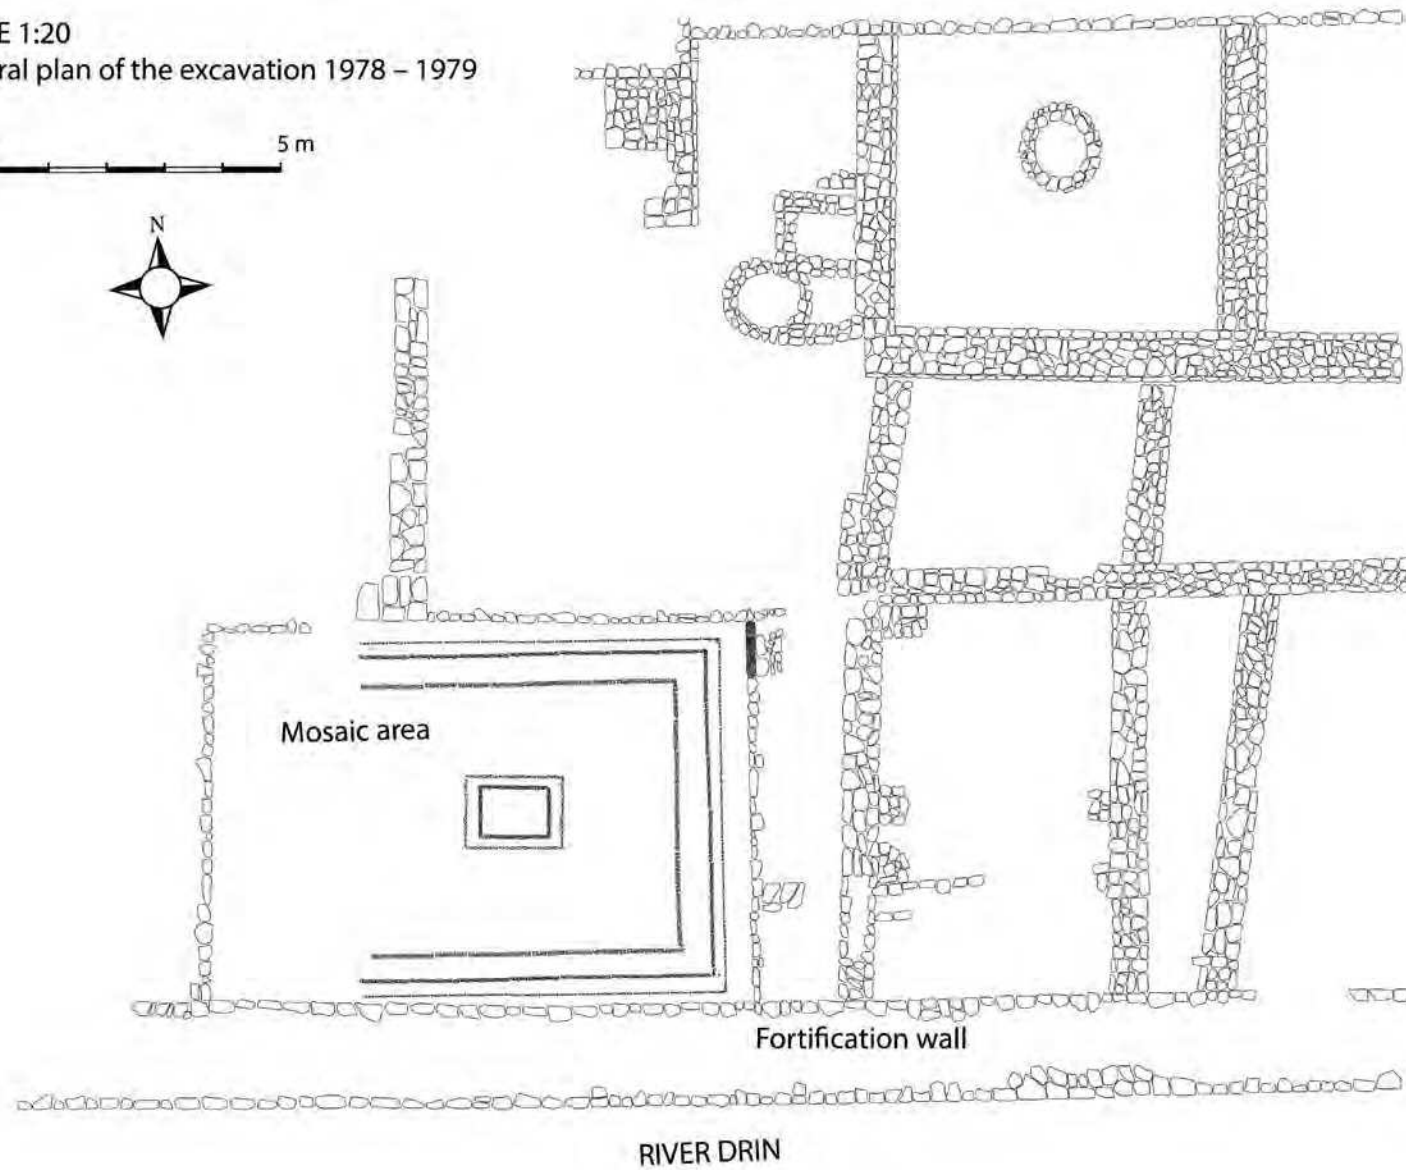 E 1:20
ral plan of the excavation 1978 – 1979
5 m
N
Mosaic area
Fortification wall
RIVER DRIN